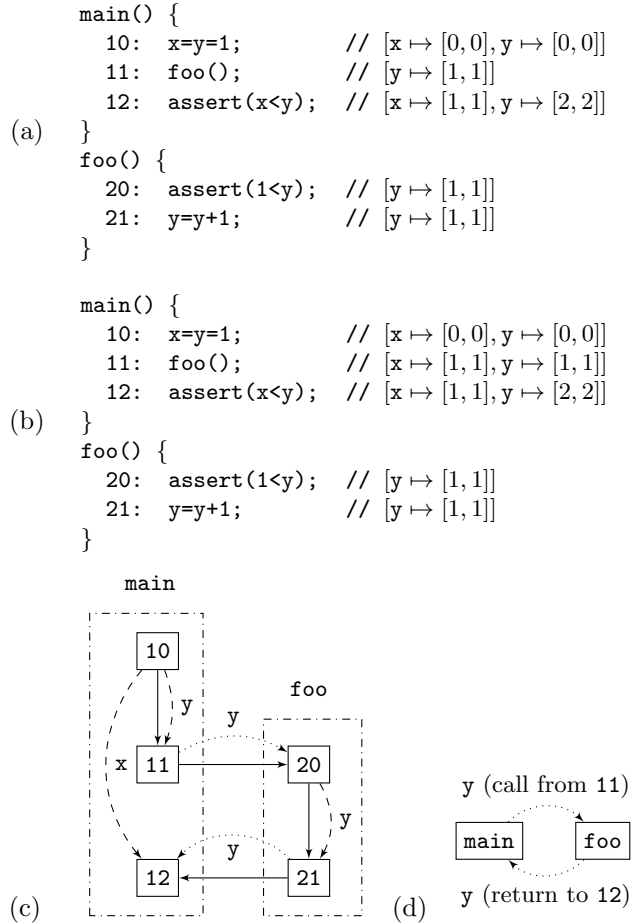 main() {
10: x=y=1; // [x ↦ [0, 0], y ↦ [0, 0]]
11: foo(); // [y ↦ [1, 1]]
12: assert(x<y); // [x ↦ [1, 1], y ↦ [2, 2]]
(a) }
foo() {
20: assert(1<y); // [y ↦ [1, 1]]
21: y=y+1; // [y ↦ [1, 1]]
}
main() {
10: x=y=1; // [x ↦ [0, 0], y ↦ [0, 0]]
11: foo(); // [x ↦ [1, 1], y ↦ [1, 1]]
12: assert(x<y); // [x ↦ [1, 1], y ↦ [2, 2]]
(b) }
foo() {
20: assert(1<y); // [y ↦ [1, 1]]
21: y=y+1; // [y ↦ [1, 1]]
}
main
10
y
x
11
y
foo
20
y
12
y
21
(c)
y (call from 11)
main
foo
y (return to 12)
(d)